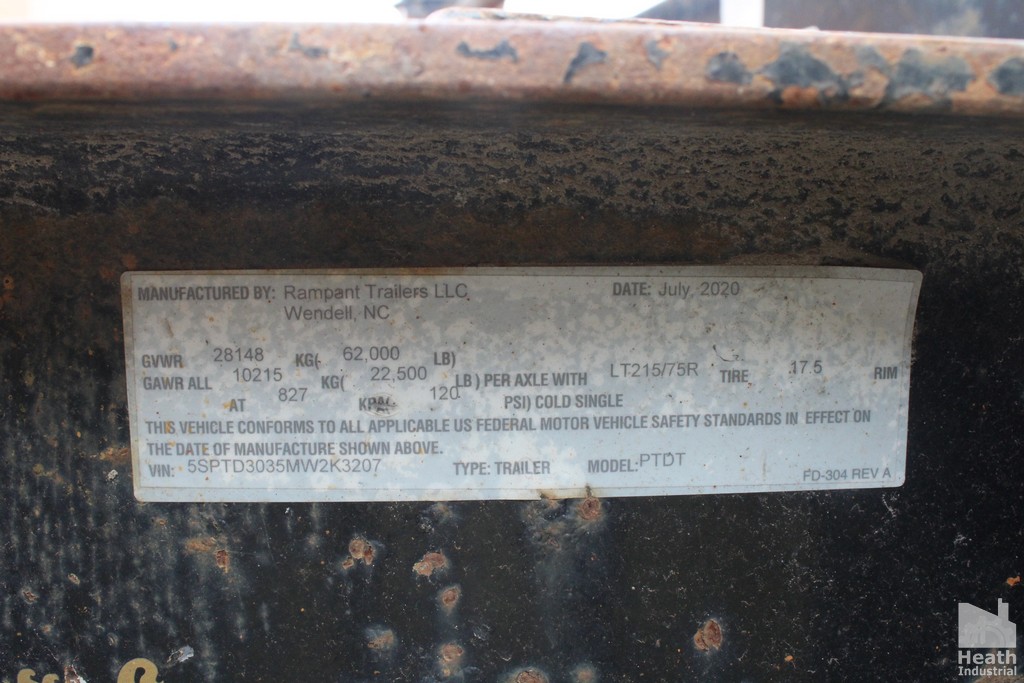 MANUFACTURED BY: Rampant Trailers LLC DATE: July, 2020
Wendell, NC
GVWR 28148 KG( 62,000 LB)
GAWR ALL 10215 KG( 22,500 LB) PER AXLE WITH LT215/75R TIRE 17.5 RIM
AT 827 KPA 120 PSI) COLD SINGLE
THIS VEHICLE CONFORMS TO ALL APPLICABLE US FEDERAL MOTOR VEHICLE SAFETY STANDARDS IN EFFECT ON
THE DATE OF MANUFACTURE SHOWN ABOVE.
VIN: 5SPTD3035MW2K3207 TYPE: TRAILER MODEL: PTDT
FD-304 REV A
Heath
Industrial